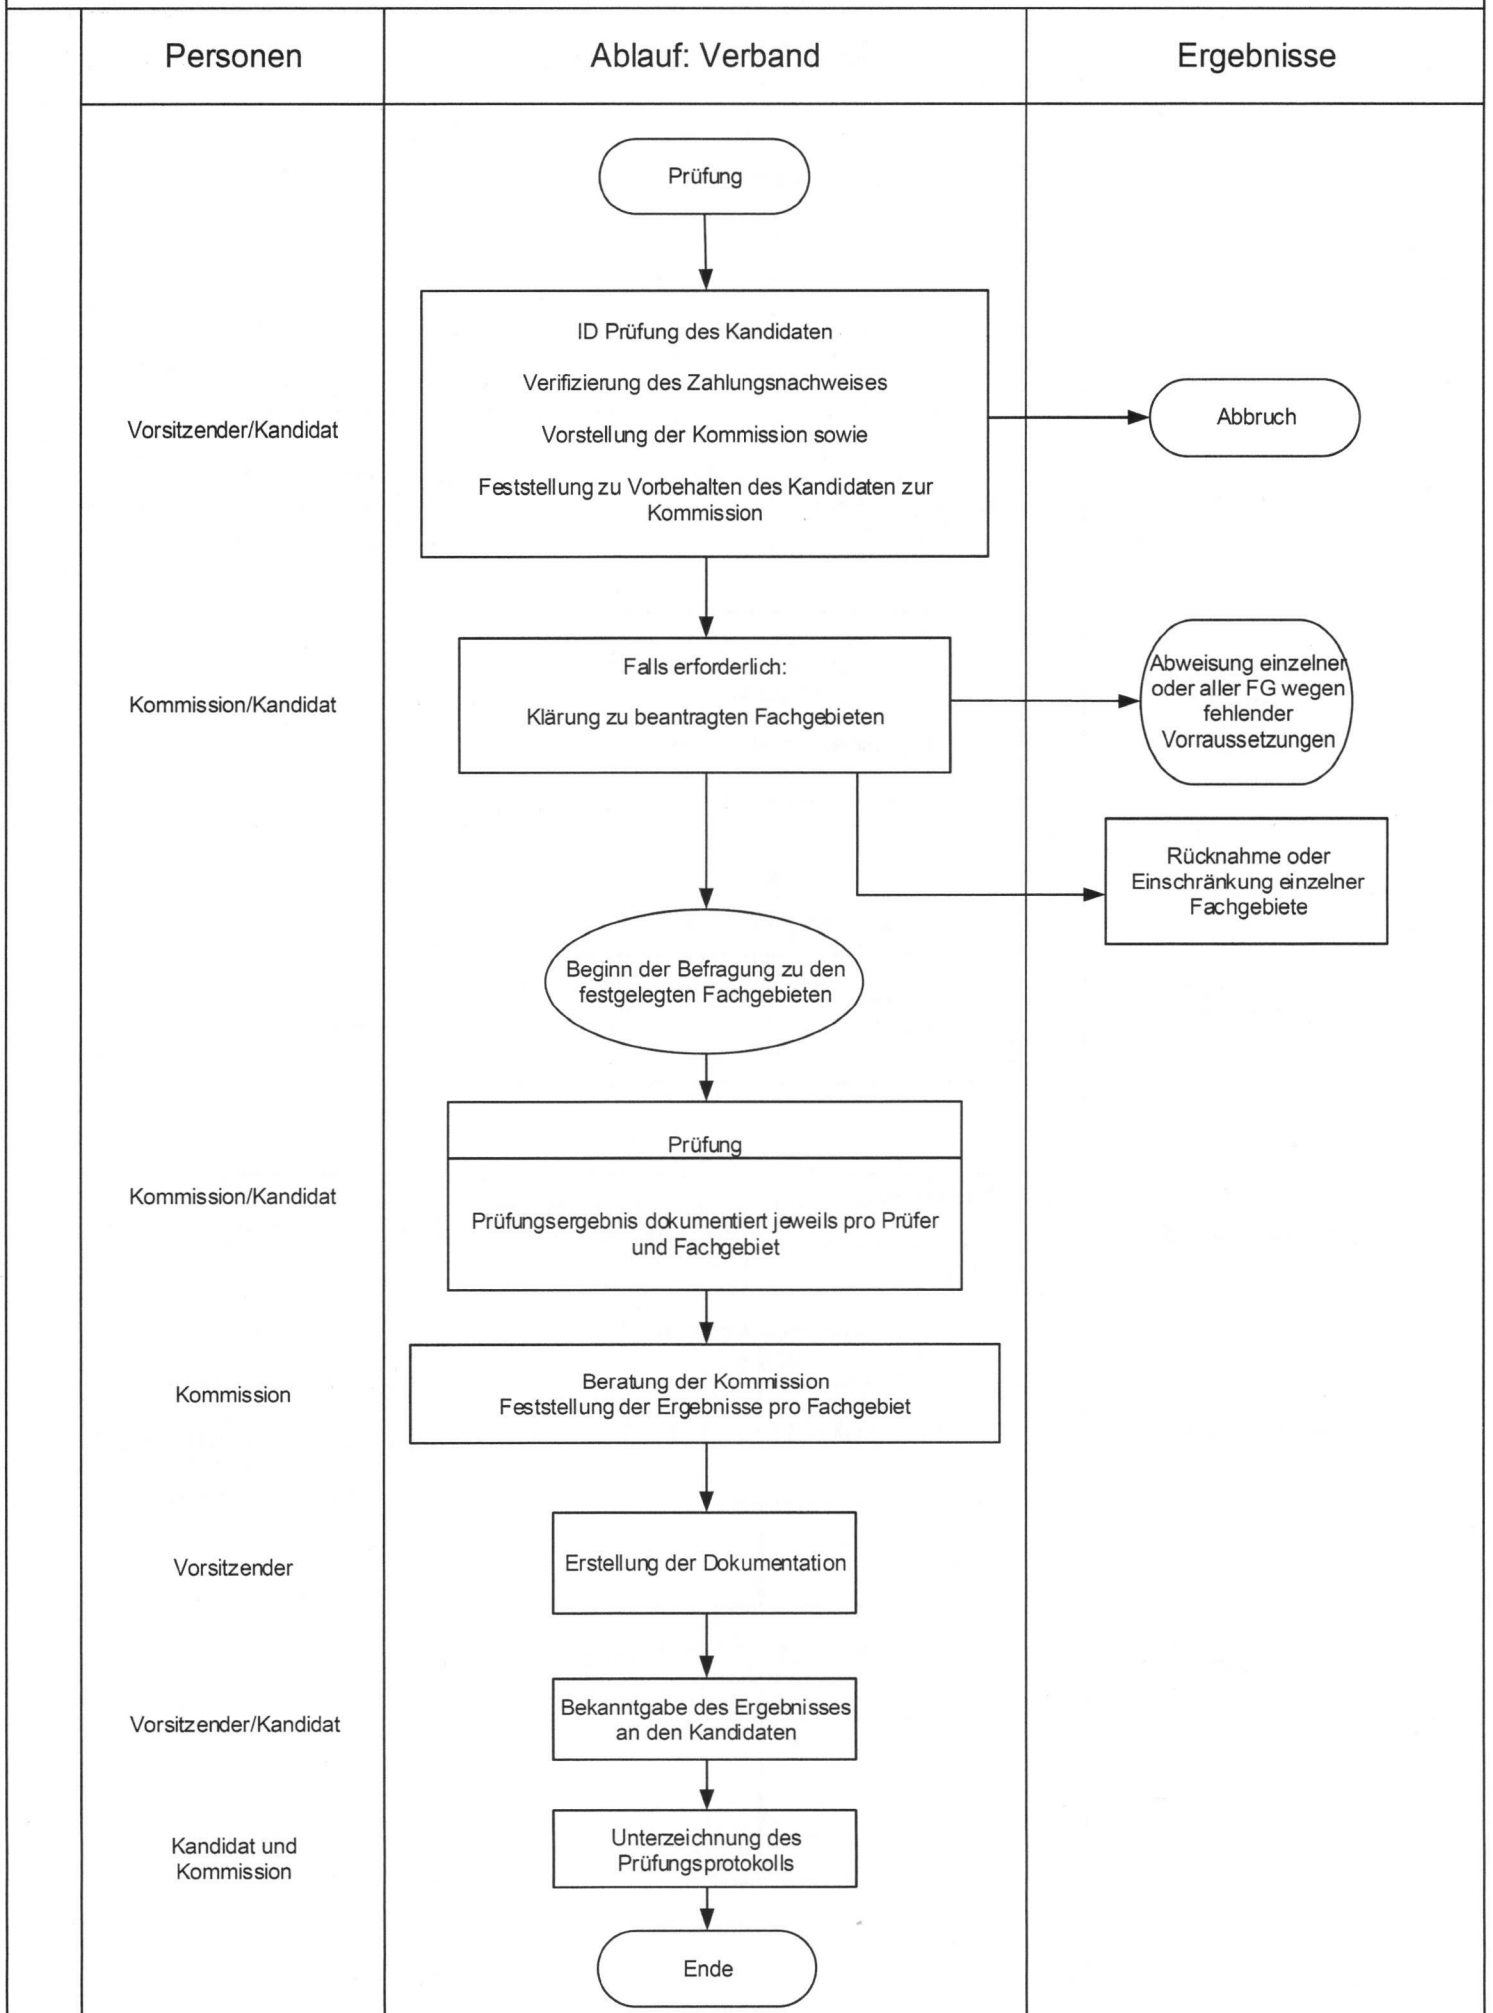 Personen
Ablauf: Verband
Ergebnisse
Prüfung
Vorsitzender/Kandidat
ID Prüfung des Kandidaten
Verifizierung des Zahlungsnachweises
Vorstellung der Kommission sowie
Feststellung zu Vorbehalten des Kandidaten zur
Kommission
Abbruch
Kommission/Kandidat
Falls erforderlich:
Klärung zu beantragten Fachgebieten
Abweisung einzelner
oder aller FG wegen
fehlender
Vorraussetzungen
Rücknahme oder
Einschränkung einzelner
Fachgebiete
Beginn der Befragung zu den
festgelegten Fachgebieten
Kommission/Kandidat
Prüfung
Prüfungsergebnis dokumentiert jeweils pro Prüfer
und Fachgebiet
Kommission
Beratung der Kommission
Feststellung der Ergebnisse pro Fachgebiet
Vorsitzender
Erstellung der Dokumentation
Vorsitzender/Kandidat
Bekanntgabe des Ergebnisses
an den Kandidaten
Kandidat und
Kommission
Unterzeichnung des
Prüfungsprotokolls
Ende